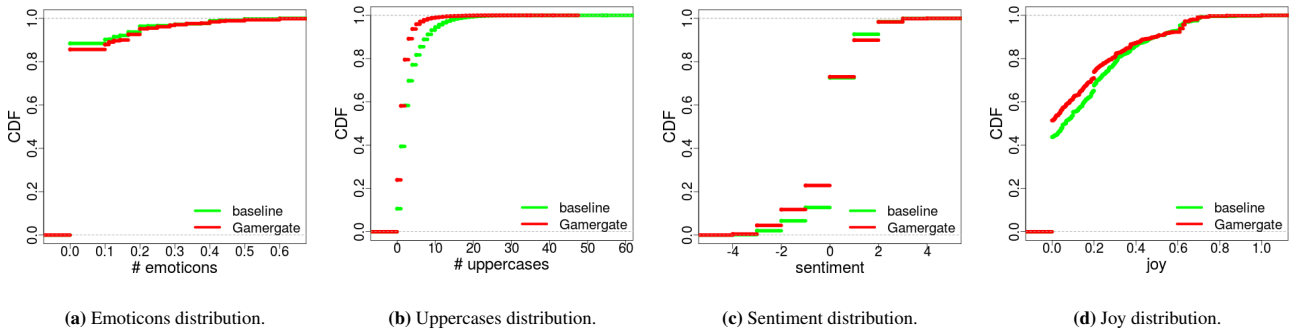 CDF
0.0 0.2 0.4 0.6 0.8 1.0
baseline
Gamergate
0.0 0.1 0.2 0.3 0.4 0.5 0.6
# emoticons
(a) Emoticons distribution.
CDF
0.0 0.2 0.4 0.6 0.8 1.0
baseline
Gamergate
0 10 20 30 40 50 60
# uppercases
(b) Uppercases distribution.
CDF
0.0 0.2 0.4 0.6 0.8 1.0
baseline
Gamergate
-4 -2 0 2 4
sentiment
(c) Sentiment distribution.
CDF
0.0 0.2 0.4 0.6 0.8 1.0
baseline
Gamergate
0.0 0.2 0.4 0.6 0.8 1.0
joy
(d) Joy distribution.